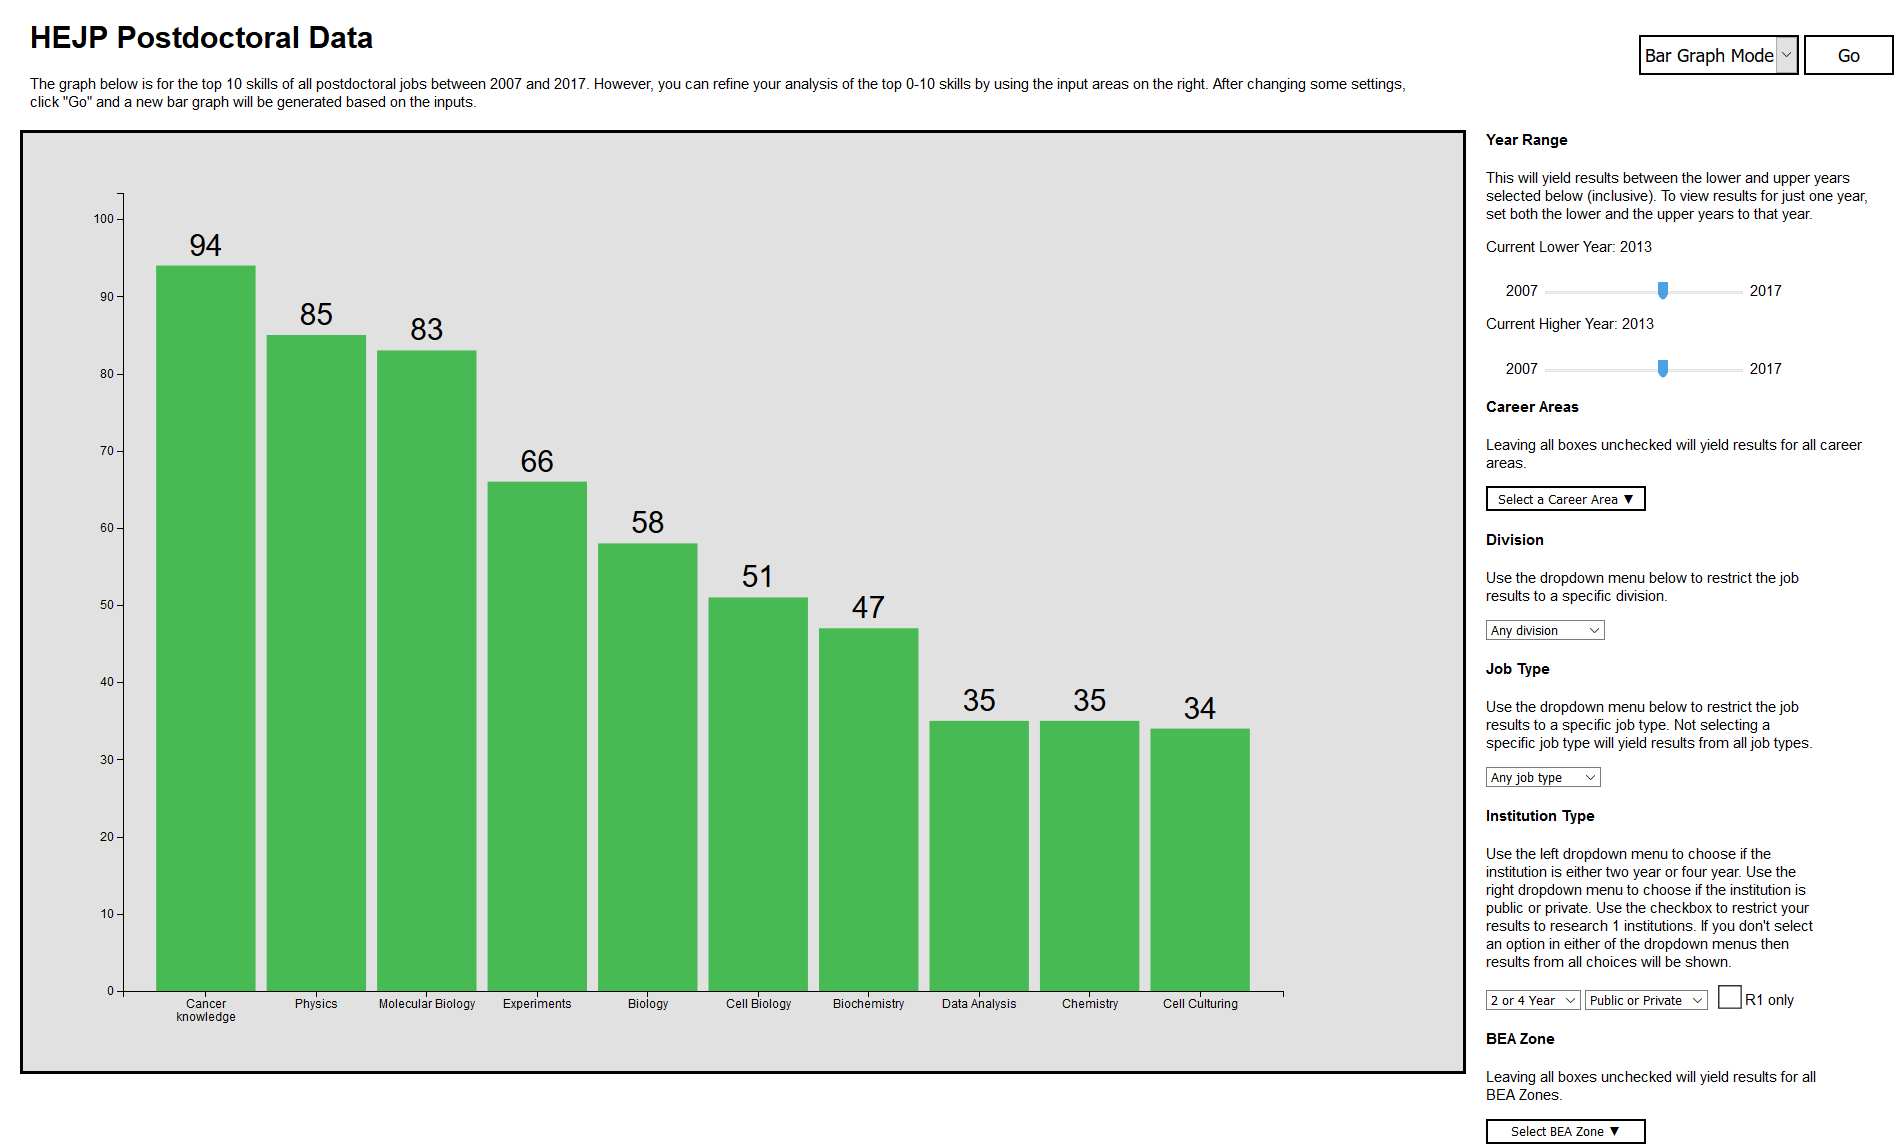 HEJP Postdoctoral Data
Bar Graph Mode
Go
The graph below is for the top 10 skills of all postdoctoral jobs between 2007 and 2017. However, you can refine your analysis of the top 0-10 skills by using the input areas on the right. After changing some settings,
click "Go" and a new bar graph will be generated based on the inputs.
100
90
80
70
60
50
40
30
20
10
0
94
85
83
66
58
51
47
35
35
34
Cancer
knowledge
Physics
Molecular Biology
Experiments
Biology
Cell Biology
Biochemistry
Data Analysis
Chemistry
Cell Culturing
Year Range
This will yield results between the lower and upper years
selected below (inclusive). To view results for just one year,
set both the lower and the upper years to that year.
Current Lower Year: 2013
2007 2017
Current Higher Year: 2013
2007 2017
Career Areas
Leaving all boxes unchecked will yield results for all career
areas.
Select a Career Area ▼
Division
Use the dropdown menu below to restrict the job
results to a specific division.
Any division
Job Type
Use the dropdown menu below to restrict the job
results to a specific job type. Not selecting a
specific job type will yield results from all job types.
Any job type
Institution Type
Use the left dropdown menu to choose if the
institution is either two year or four year. Use the
right dropdown menu to choose if the institution is
public or private. Use the checkbox to restrict your
results to research 1 institutions. If you don't select
an option in either of the dropdown menus then
results from all choices will be shown.
2 or 4 Year Public or Private R1 only
BEA Zone
Leaving all boxes unchecked will yield results for all
BEA Zones.
Select BEA Zone ▼